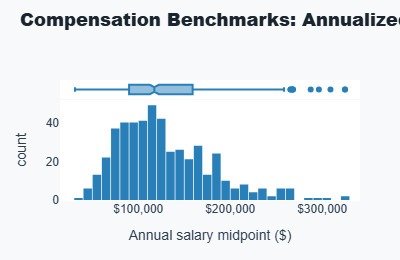 Compensation Benchmarks: Annualized
count
40
20
0
$100,000
$200,000
$300,000
Annual salary midpoint ($)